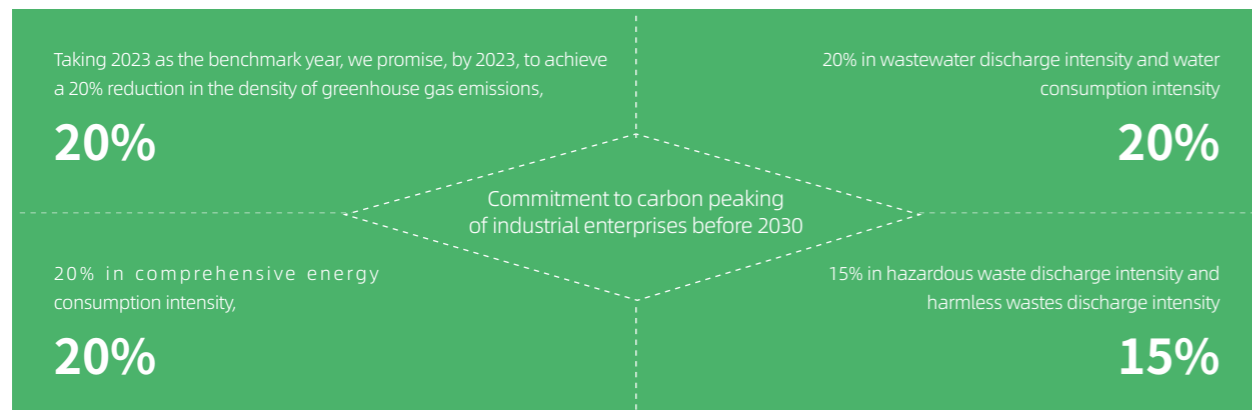 Taking 2023 as the benchmark year, we promise, by 2023, to achieve
a 20% reduction in the density of greenhouse gas emissions,
20%
20% in wastewater discharge intensity and water
consumption intensity
20%
Commitment to carbon peaking
of industrial enterprises before 2030
20% in comprehensive energy
consumption intensity,
20%
15% in hazardous waste discharge intensity and
harmless wastes discharge intensity
15%